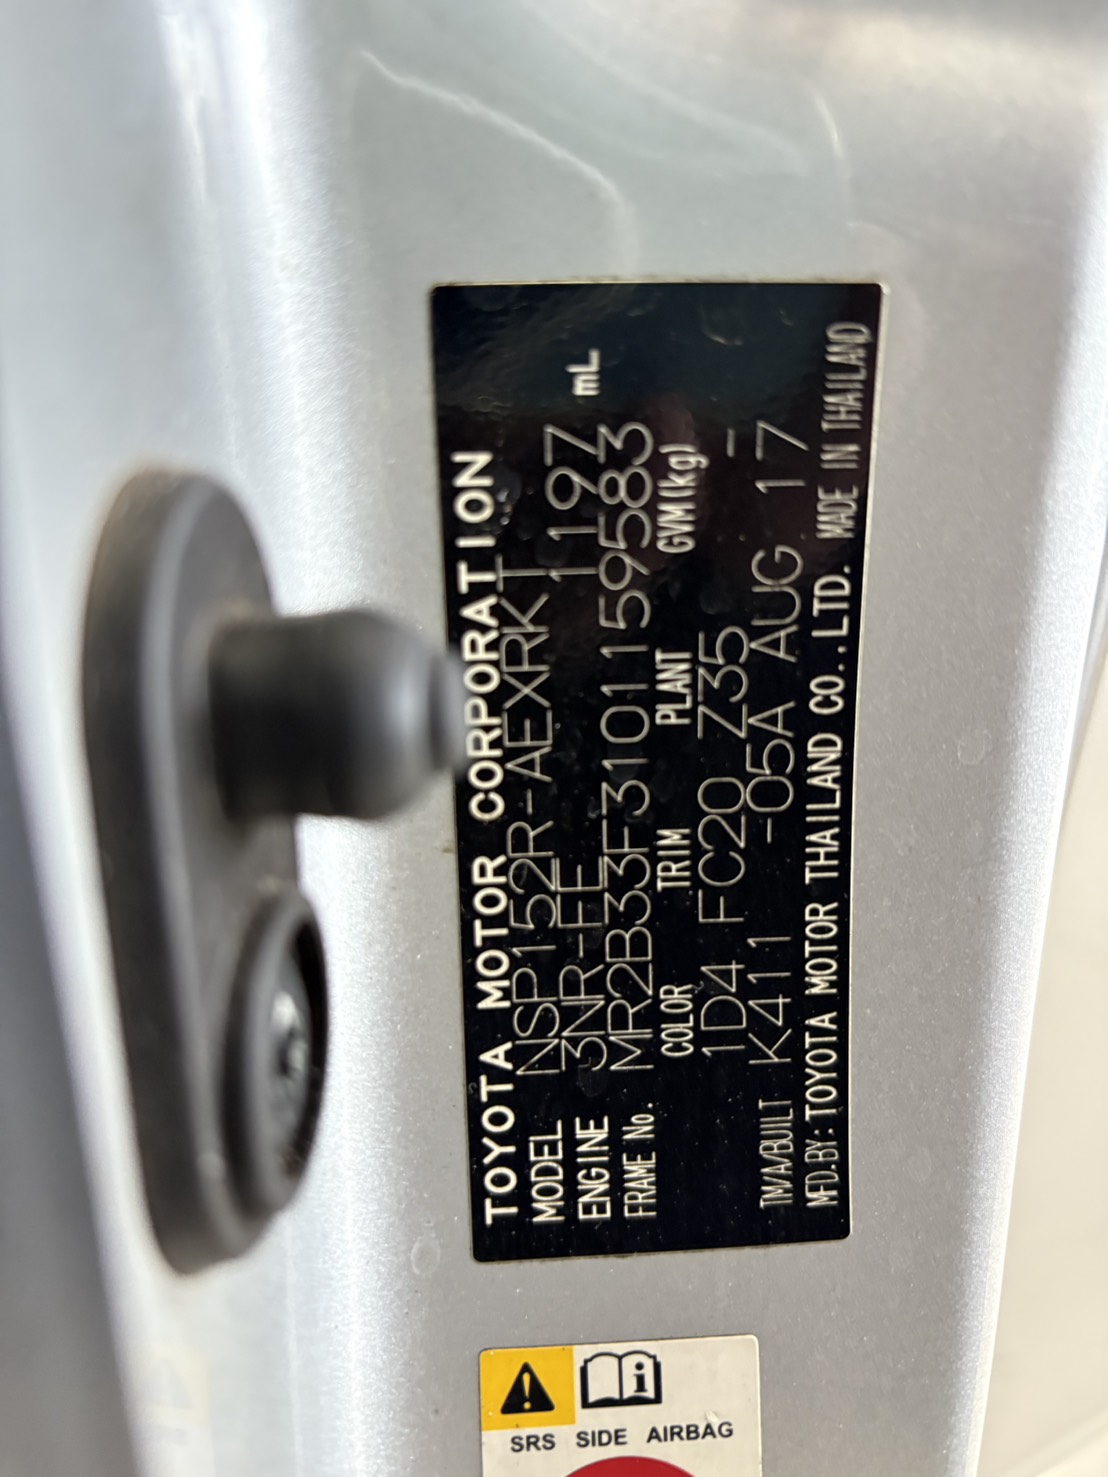 TOYOTA MOTOR CORPORATION
MODEL NSP152R-AEXRKT
ENGINE 3NR-FE 1197 mL
FRAME No. MR2B33F3101159583
COLOR TRIM PLANT GVM(kg)
1D4 FC20 Z35 -
TM/A/BUILT K411 -05A AUG 17
MFD.BY: TOYOTA MOTOR THAILAND CO.,LTD. MADE IN THAILAND
SRS SIDE AIRBAG